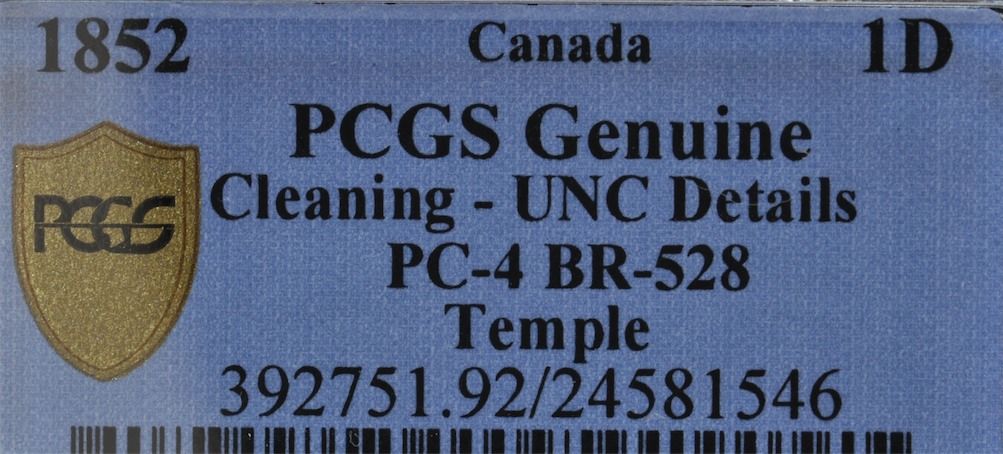 1852 Canada 1D
PCGS Genuine
PCGS
Cleaning - UNC Details
PC-4 BR-528
Temple
392751.92/24581546